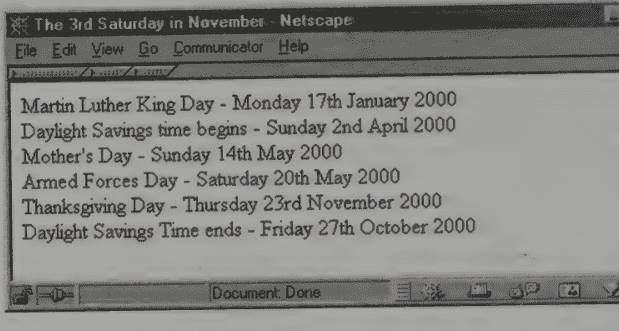 The 3rd Saturday in November - Netscape
File Edit View Go Communicator Help
Martin Luther King Day - Monday 17th January 2000
Daylight Savings time begins - Sunday 2nd April 2000
Mother's Day - Sunday 14th May 2000
Armed Forces Day - Saturday 20th May 2000
Thanksgiving Day - Thursday 23rd November 2000
Daylight Savings Time ends - Friday 27th October 2000
Document: Done